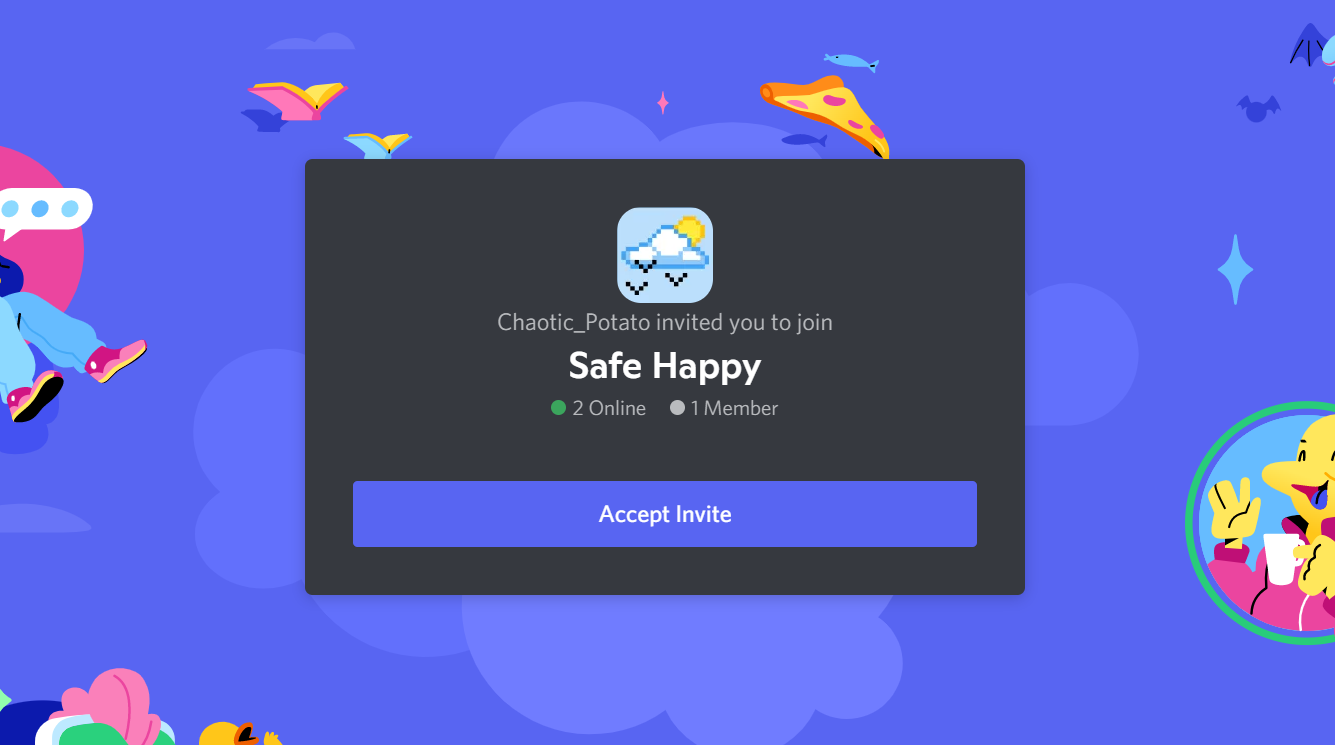 Chaotic_Potato invited you to join
Safe Happy
2 Online 1 Member
Accept Invite